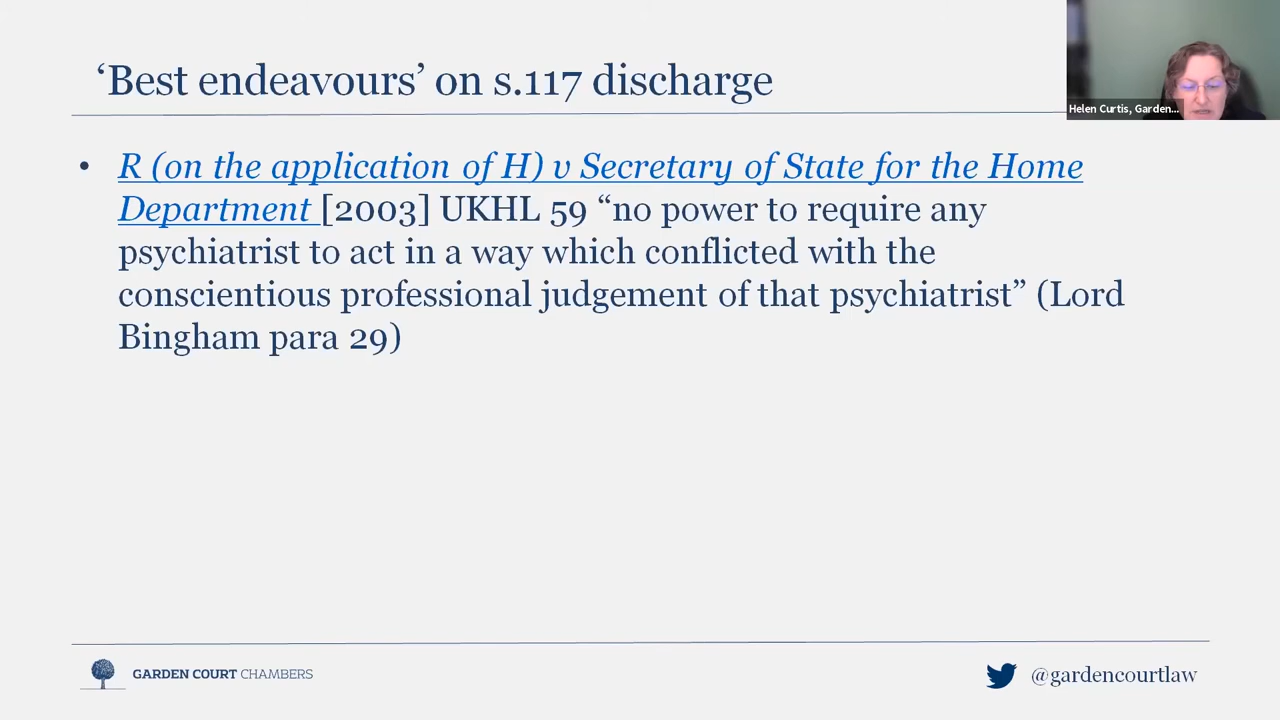 ‘Best endeavours’ on s.117 discharge
Helen Curtis, Garden...
• R (on the application of H) v Secretary of State for the Home
Department [2003] UKHL 59 “no power to require any
psychiatrist to act in a way which conflicted with the
conscientious professional judgement of that psychiatrist” (Lord
Bingham para 29)
GARDEN COURT CHAMBERS
@gardencourtlaw